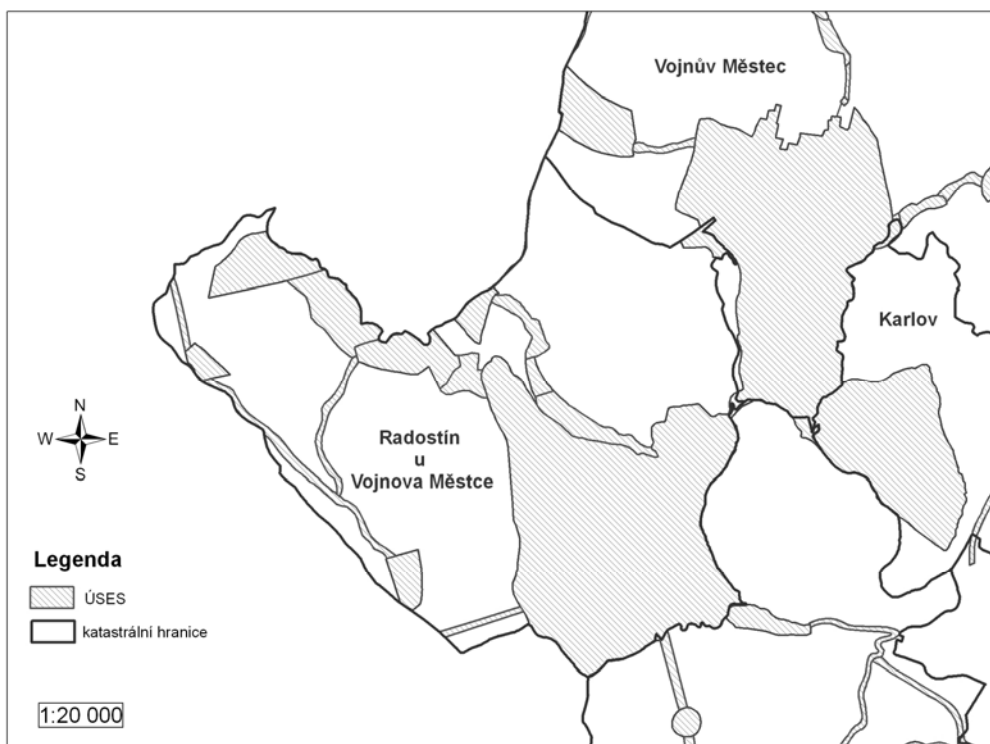 Vojnův Městec
Karlov
Radostín
u
Vojnova Městce
N
W
E
S
Legenda
ÚSES
katastrální hranice
1:20 000